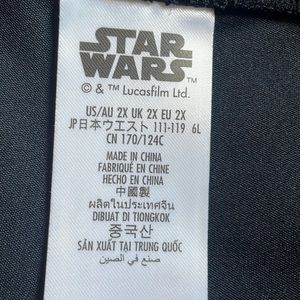 STAR
WARS™
© & ™ Lucasfilm Ltd.
US/AU 2X UK 2X EU 2X
JP日本ウエスト 111-119 6L
CN 170/124C
MADE IN CHINA
FABRIQUÉ EN CHINE
HECHO EN CHINA
中國製
ผลิตในประเทศจีน
DIBUAT DI TIONGKOK
중국산
SẢN XUẤT TẠI TRUNG QUỐC
صنع في الصين